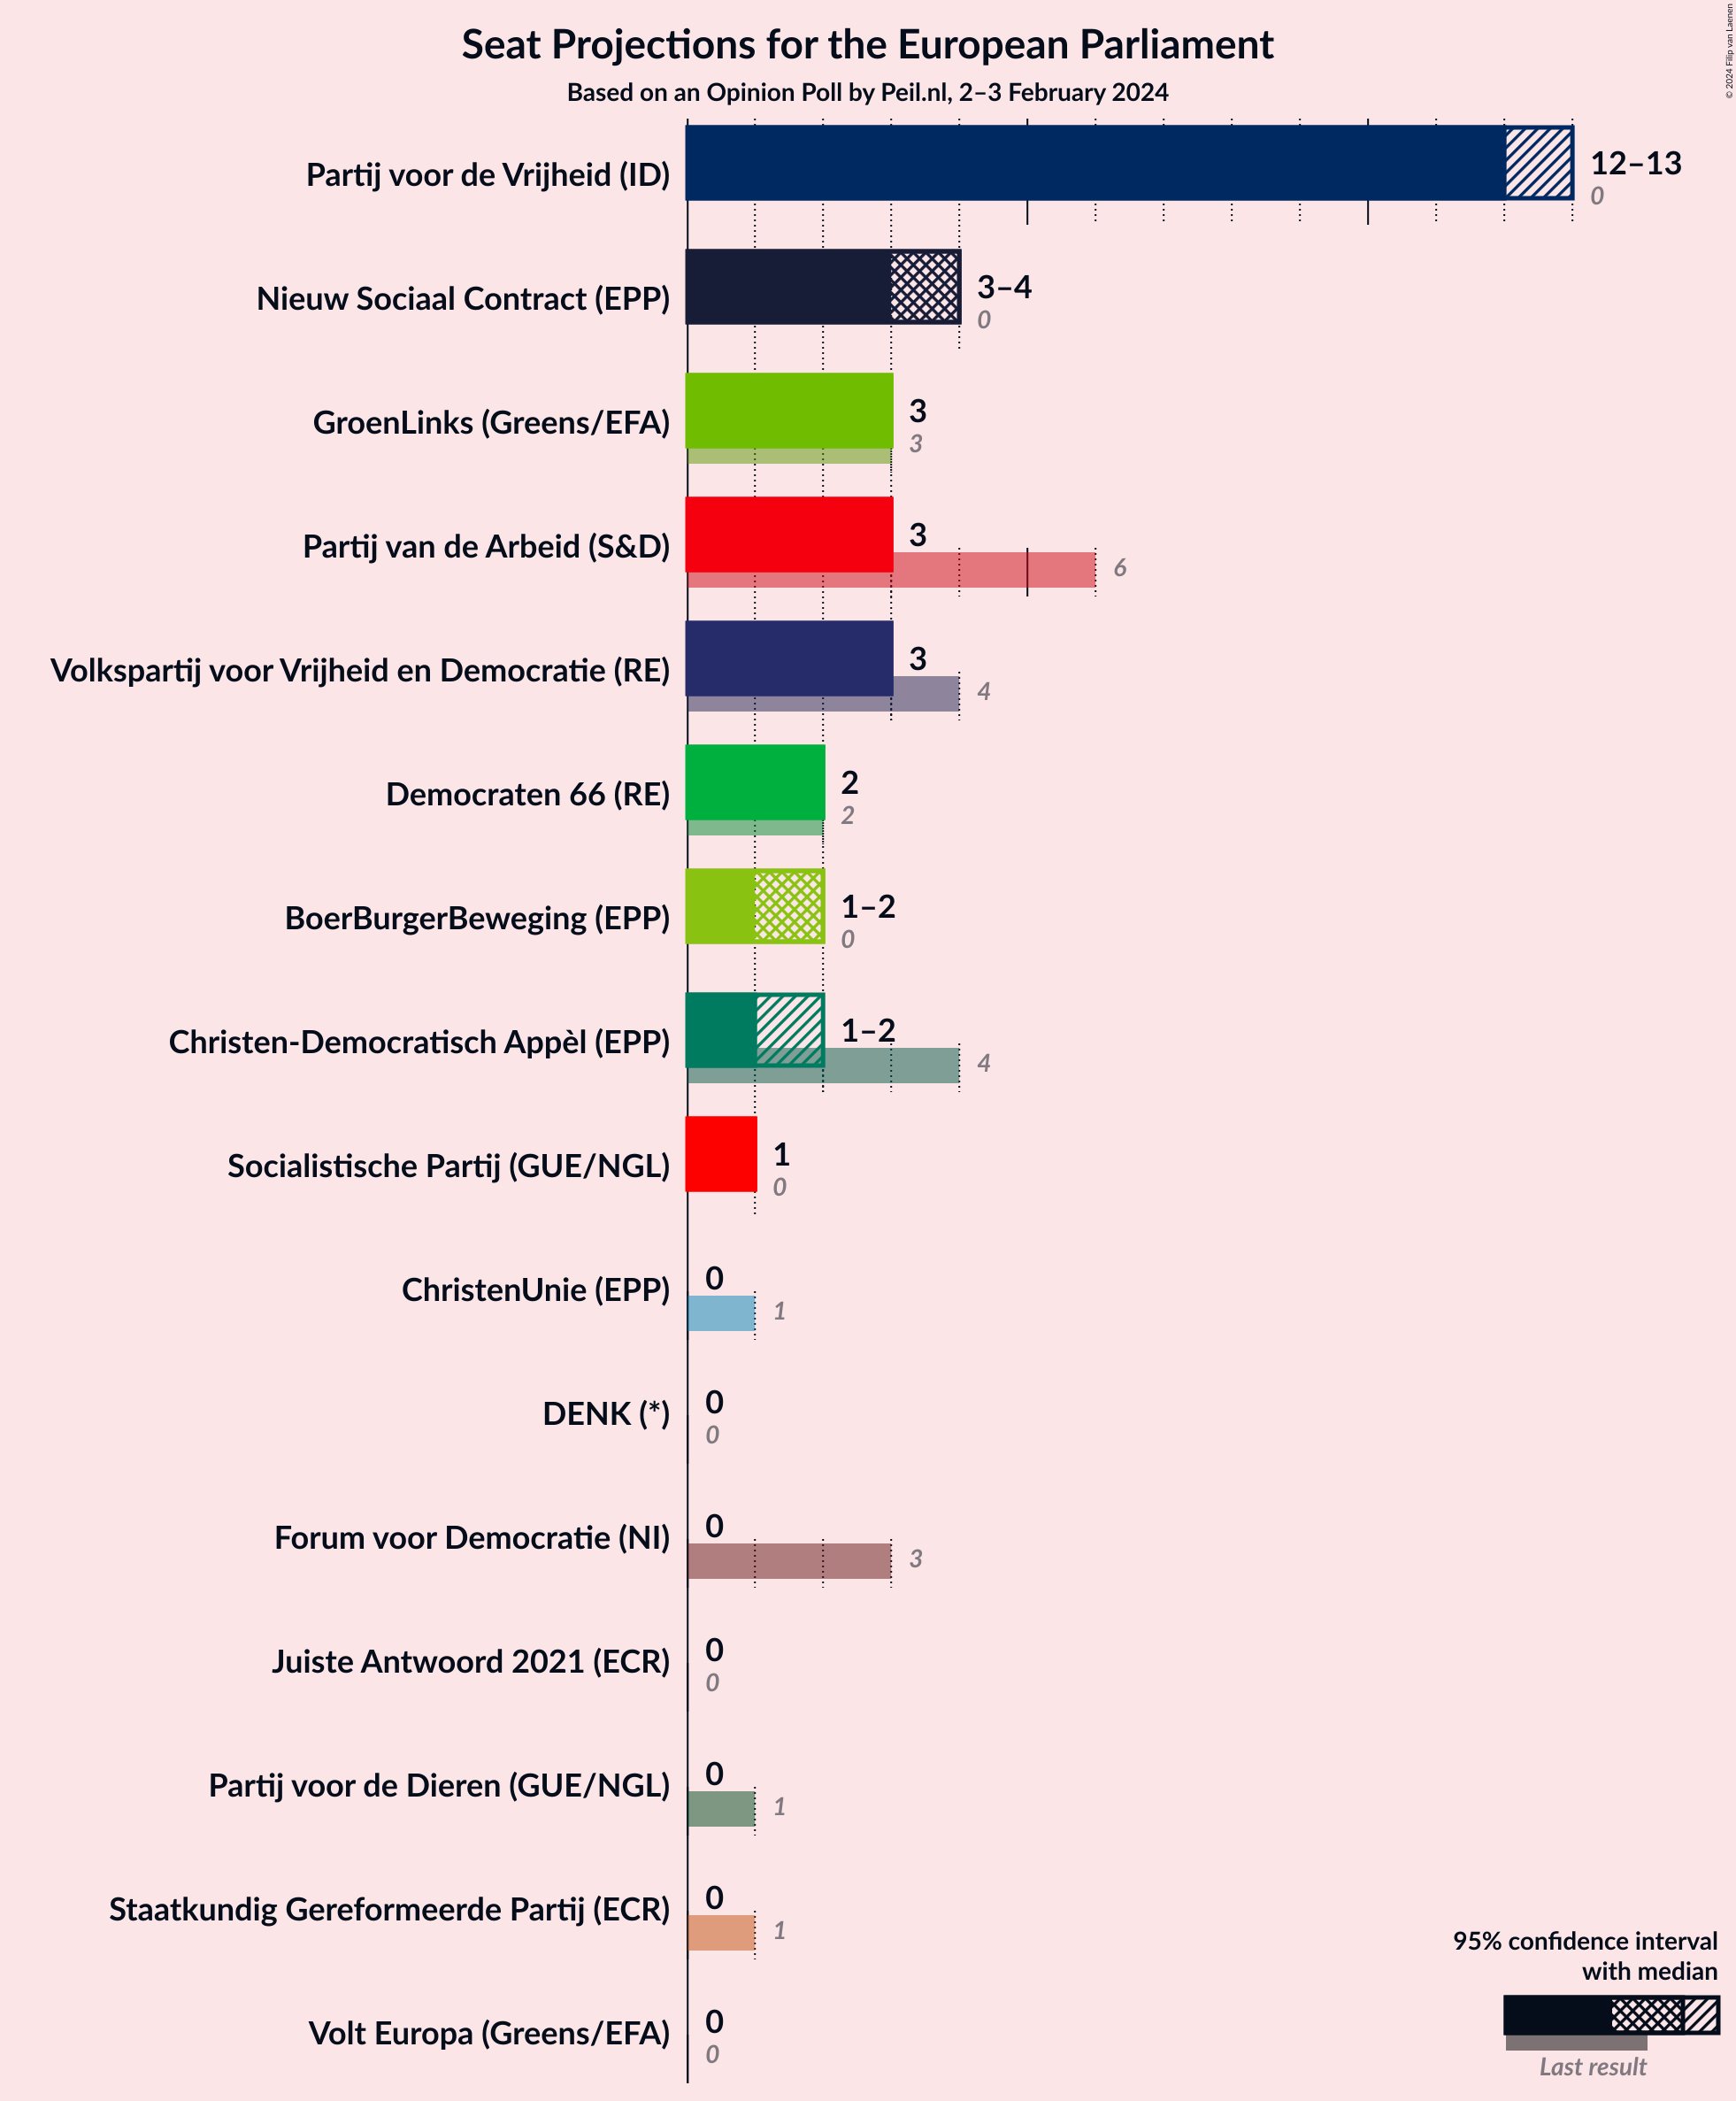 Seat Projections for the European Parliament
Based on an Opinion Poll by Peil.nl, 2–3 February 2024
© 2024 Filip van Laenen
Partij voor de Vrijheid (ID)
12–13
0
Nieuw Sociaal Contract (EPP)
3–4
0
GroenLinks (Greens/EFA)
3
3
Partij van de Arbeid (S&D)
3
6
Volkspartij voor Vrijheid en Democratie (RE)
3
4
Democraten 66 (RE)
2
2
BoerBurgerBeweging (EPP)
1–2
0
Christen-Democratisch Appèl (EPP)
1–2
4
Socialistische Partij (GUE/NGL)
1
0
ChristenUnie (EPP)
0
1
DENK (*)
0
0
Forum voor Democratie (NI)
0
3
Juiste Antwoord 2021 (ECR)
0
0
Partij voor de Dieren (GUE/NGL)
0
1
Staatkundig Gereformeerde Partij (ECR)
0
1
Volt Europa (Greens/EFA)
0
0
95% confidence interval
with median
Last result